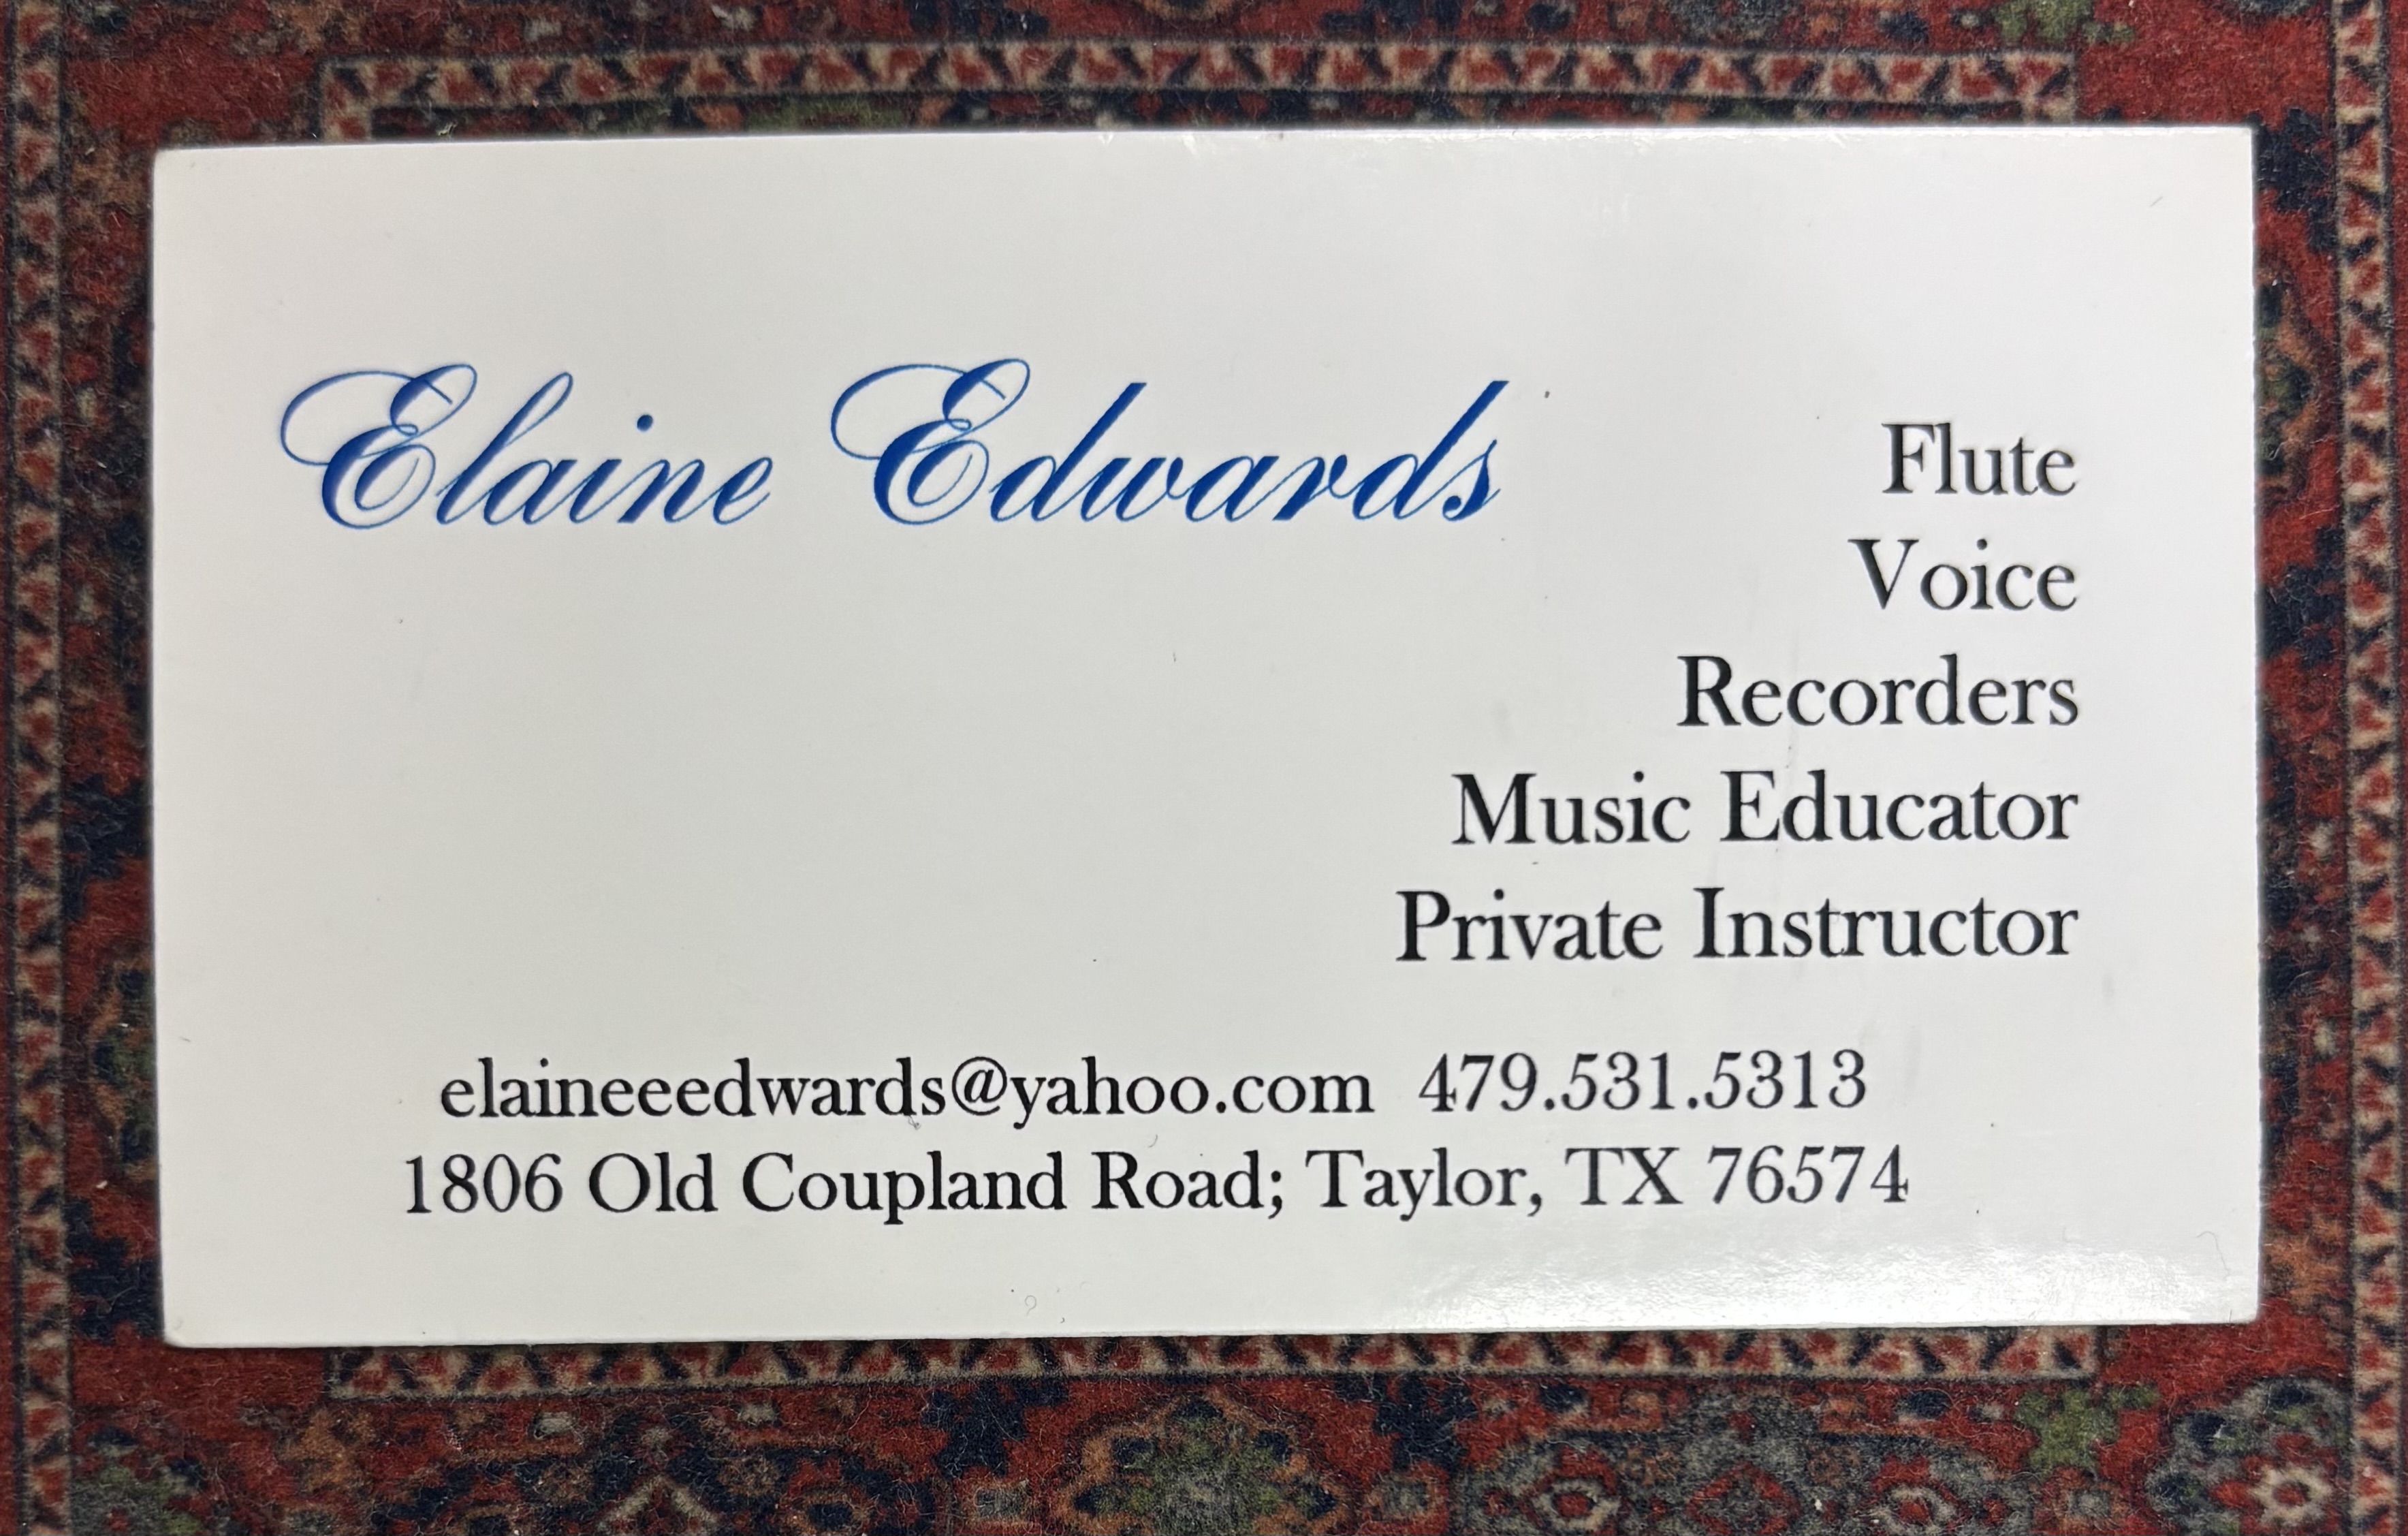 Elaine Edwards
Flute
Voice
Recorders
Music Educator
Private Instructor
elaineeedwards@yahoo.com 479.531.5313
1806 Old Coupland Road; Taylor, TX 76574